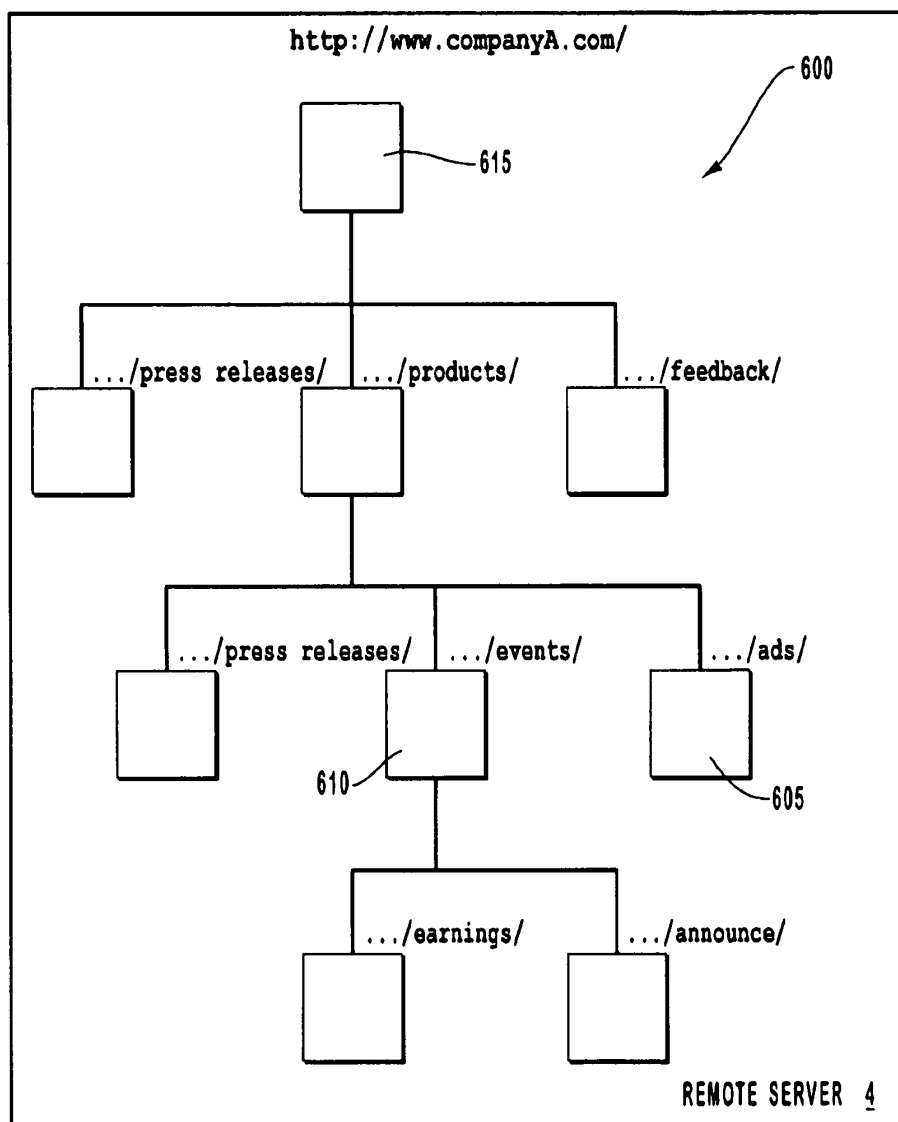 http://www.companyA.com/
600
615
.../press releases/
.../products/
.../feedback/
.../press releases/
.../events/
.../ads/
610
605
.../earnings/
.../announce/
REMOTE SERVER 4